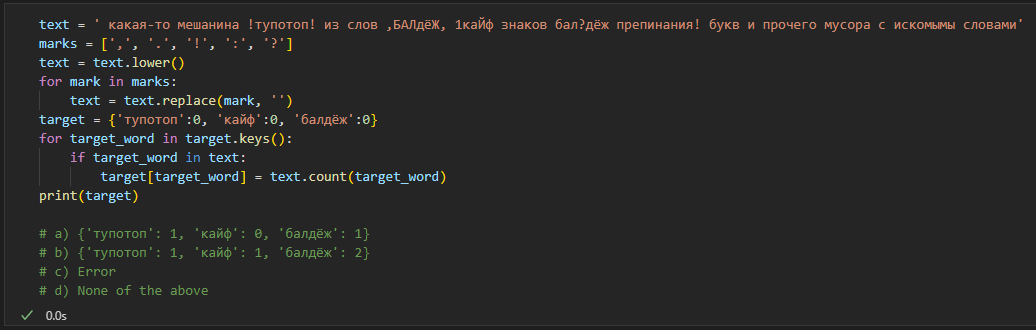 text = ' какая-то мешанина !тупотоп! из слов ,БАЛдёЖ, 1каЙф знаков бал?дёж препинания! букв и прочего мусора с искомымы словами'
marks = [',', '.', '!', ':', '?']
text = text.lower()
for mark in marks:
    text = text.replace(mark, '')
target = {'тупотоп':0, 'кайф':0, 'балдёж':0}
for target_word in target.keys():
    if target_word in text:
        target[target_word] = text.count(target_word)
print(target)

# a) {'тупотоп': 1, 'кайф': 0, 'балдёж': 1}
# b) {'тупотоп': 1, 'кайф': 1, 'балдёж': 2}
# c) Error
# d) None of the above
0.0s